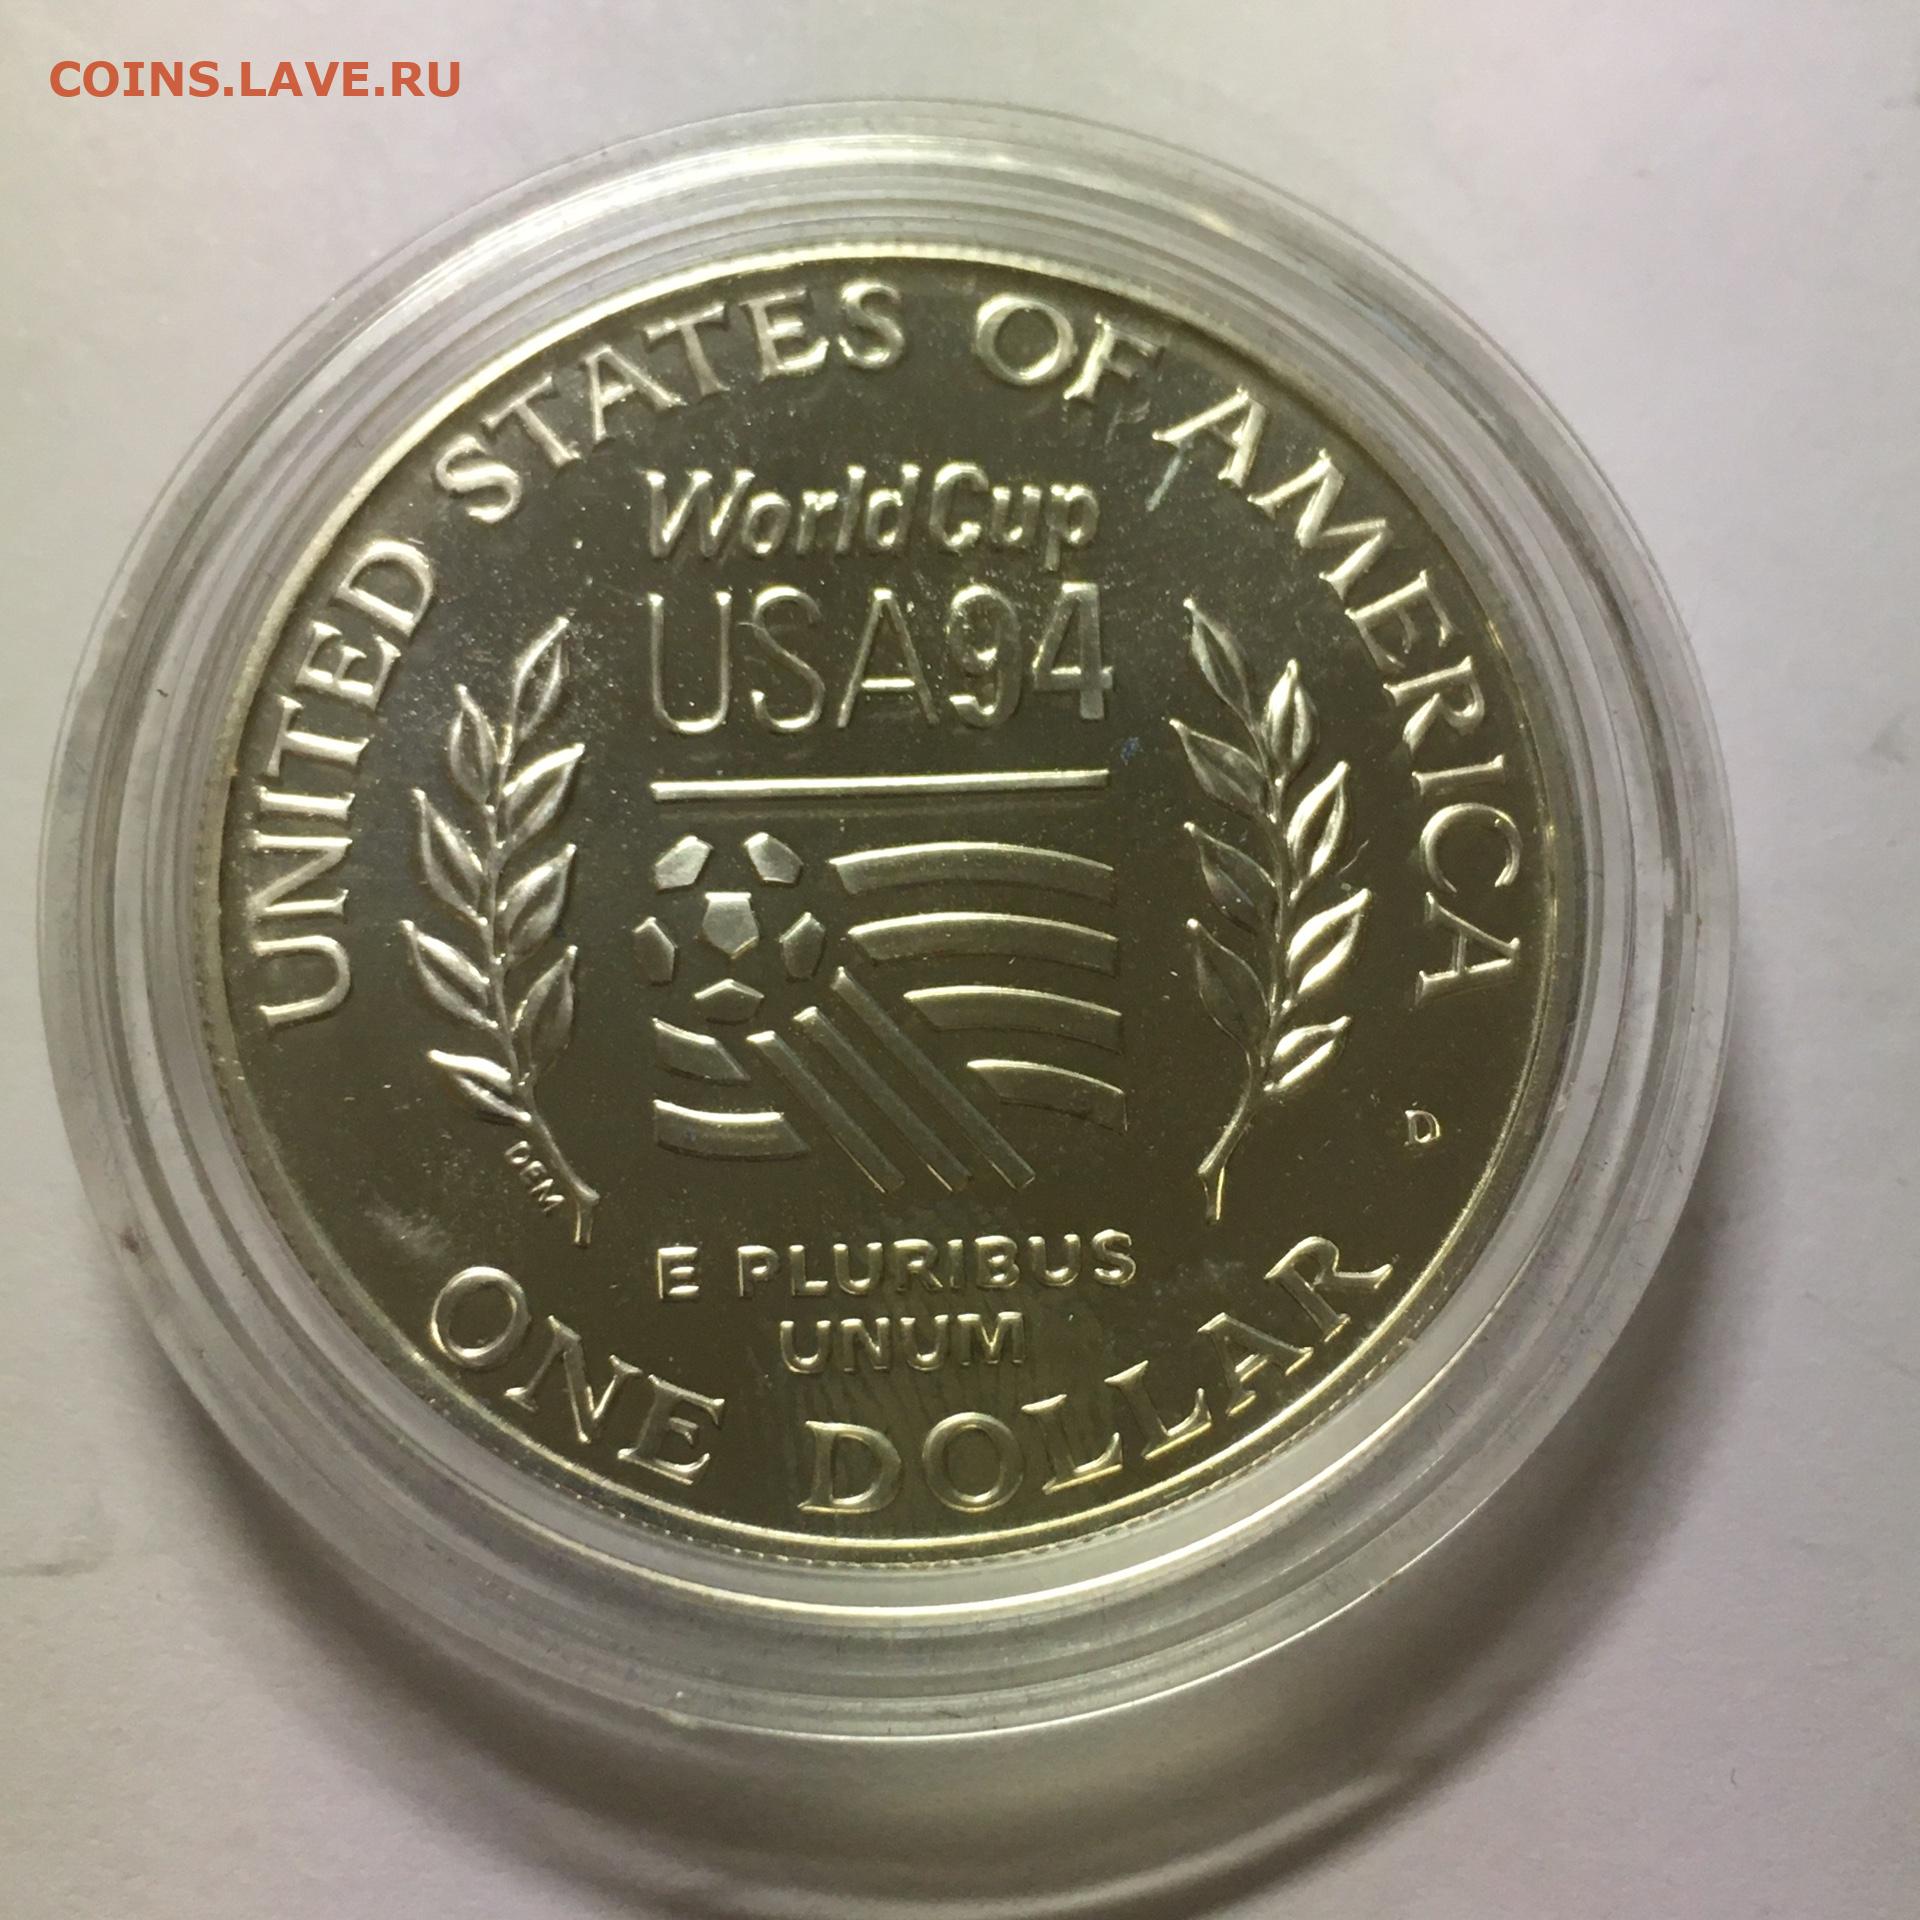 COINS.LAVE.RU
UNITED STATES OF AMERICA
World Cup
USA94
DEM
D
E PLURIBUS
UNUM
ONE DOLLAR